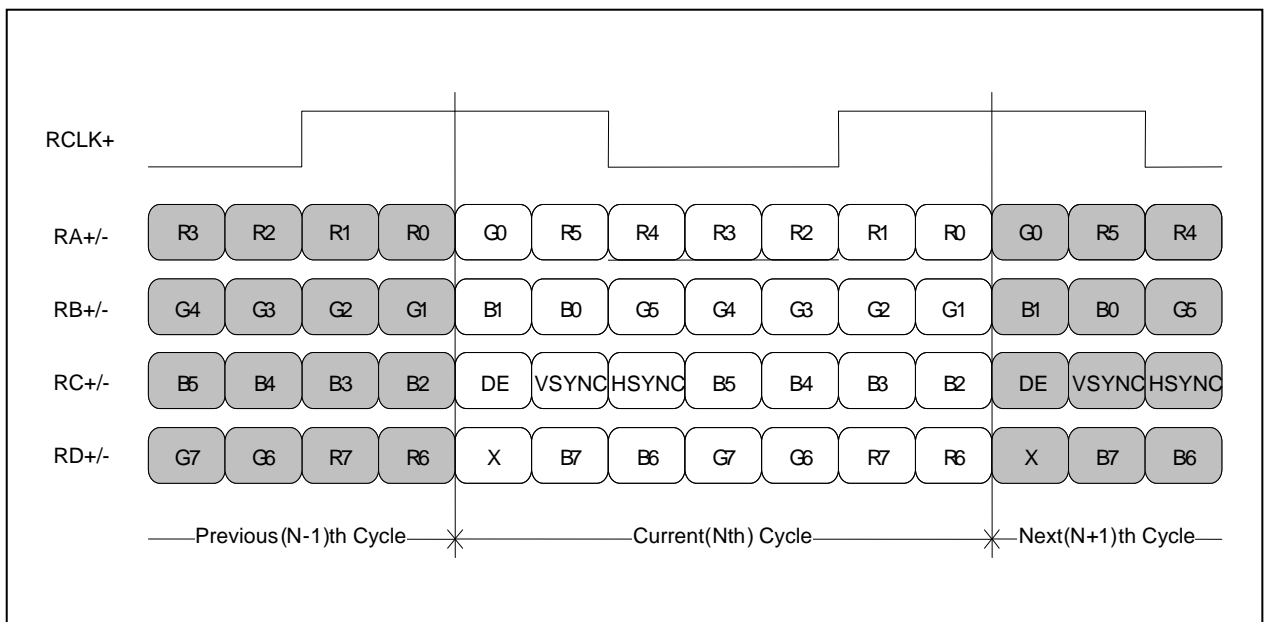 RCLK+
RA+/- R3 R2 R1 R0 G0 R5 R4 R3 R2 R1 R0 G0 R5 R4
RB+/- G4 G3 G2 G1 B1 B0 G5 G4 G3 G2 G1 B1 B0 G5
RC+/- B5 B4 B3 B2 DE VSYNC HSYNC B5 B4 B3 B2 DE VSYNC HSYNC
RD+/- G7 G6 R7 R6 X B7 B6 G7 G6 R7 R6 X B7 B6
Previous(N-1)th Cycle Current(Nth) Cycle Next(N+1)th Cycle